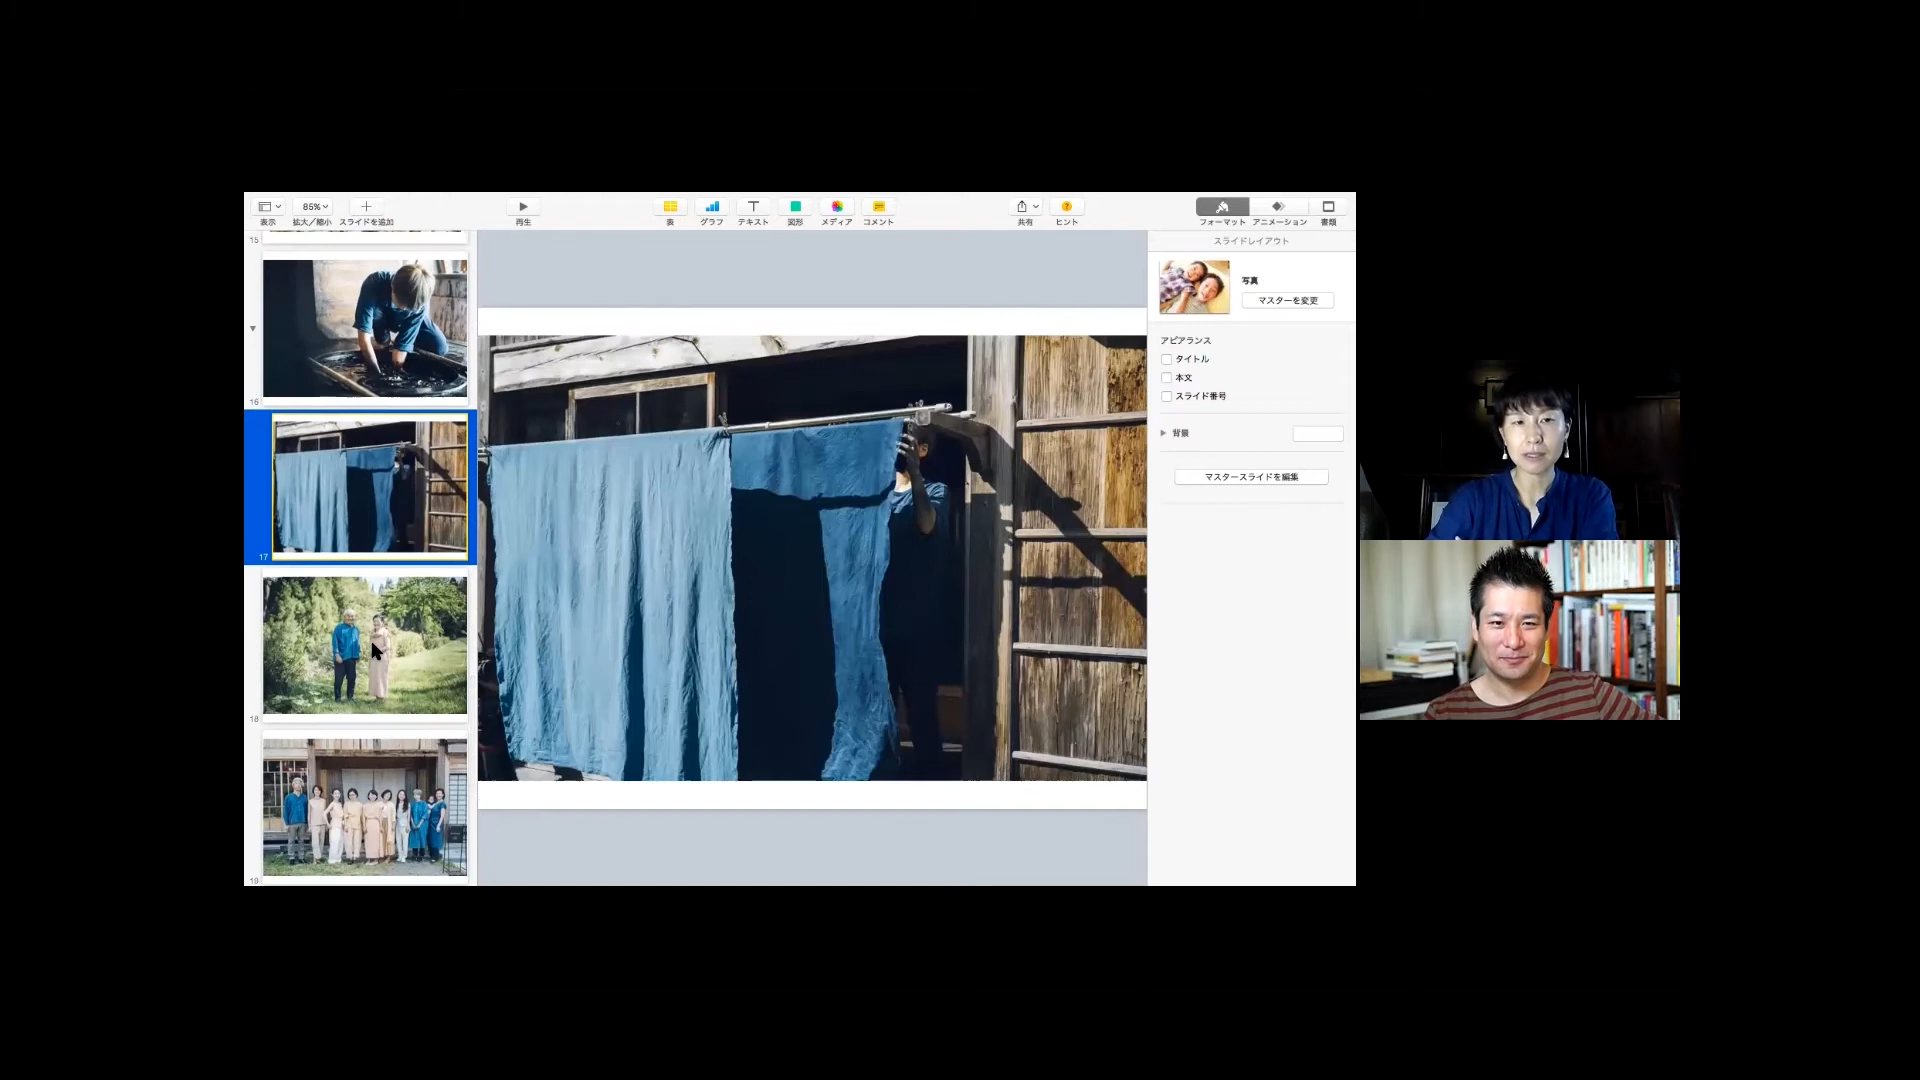 85%
表示
拡大／縮小
スライドを追加
再生
表
グラフ
テキスト
図形
メディア
コメント
共有
ヒント
フォーマット
アニメーション
書類
15
16
17
18
19
スライドレイアウト
写真
マスターを変更
アピアランス
タイトル
本文
スライド番号
背景
マスタースライドを編集